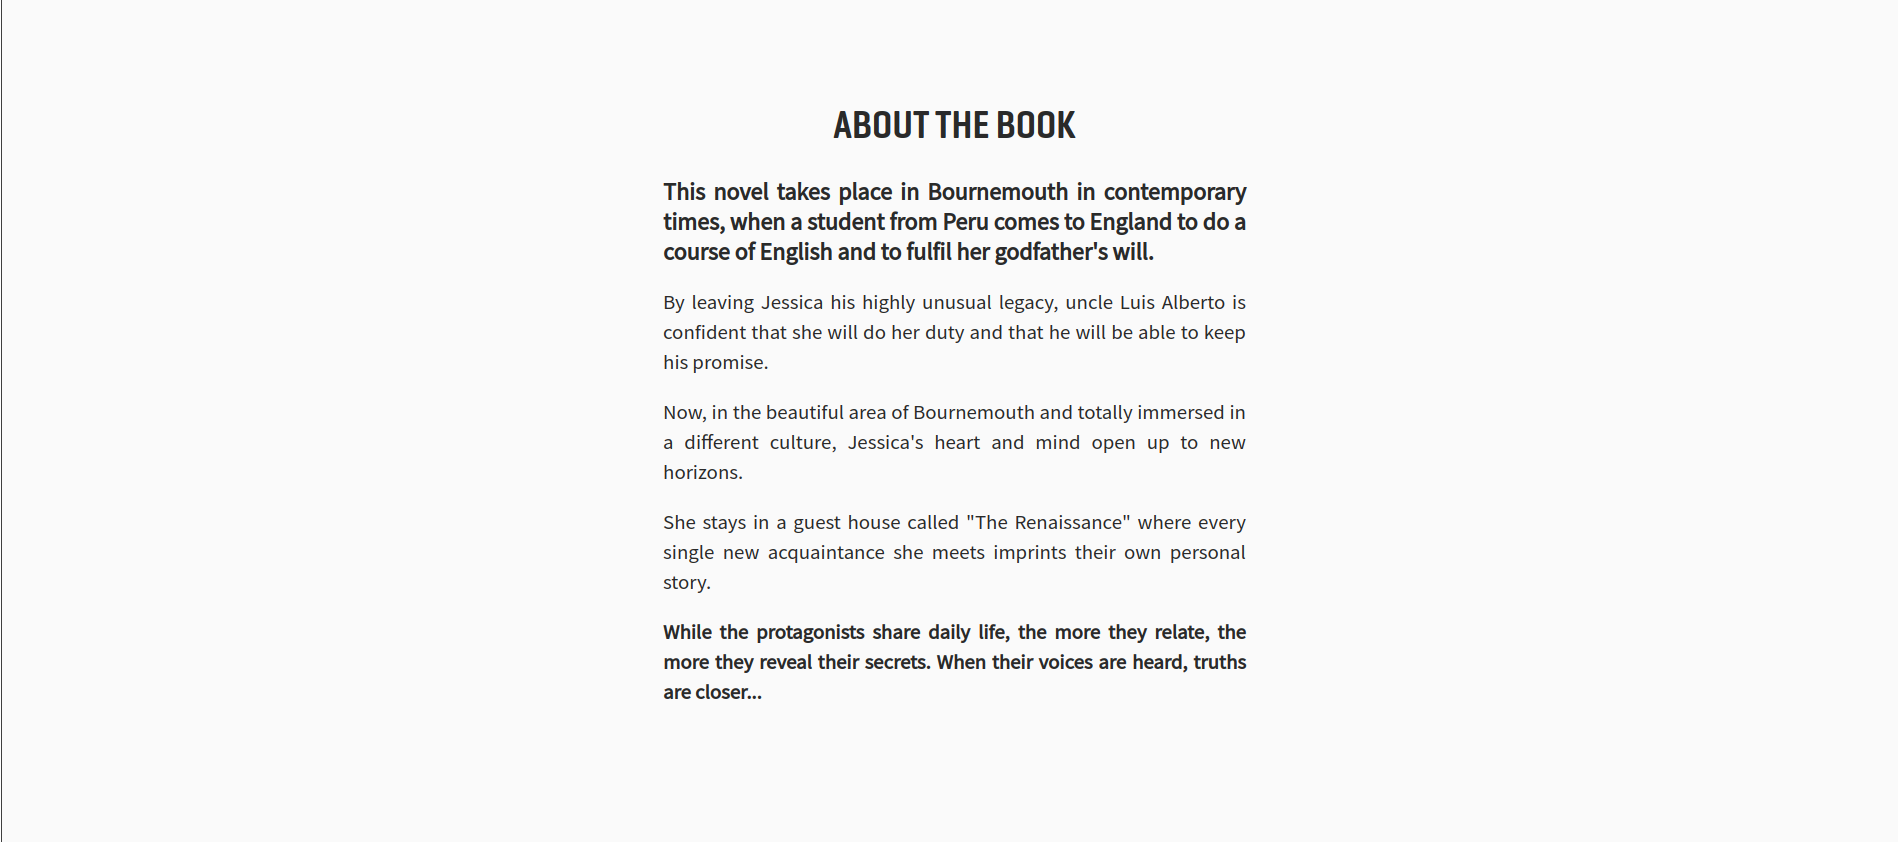 ABOUT THE BOOK
This novel takes place in Bournemouth in contemporary
times, when a student from Peru comes to England to do a
course of English and to fulfil her godfather's will.
By leaving Jessica his highly unusual legacy, uncle Luis Alberto is
confident that she will do her duty and that he will be able to keep
his promise.
Now, in the beautiful area of Bournemouth and totally immersed in
a different culture, Jessica's heart and mind open up to new
horizons.
She stays in a guest house called "The Renaissance" where every
single new acquaintance she meets imprints their own personal
story.
While the protagonists share daily life, the more they relate, the
more they reveal their secrets. When their voices are heard, truths
are closer...